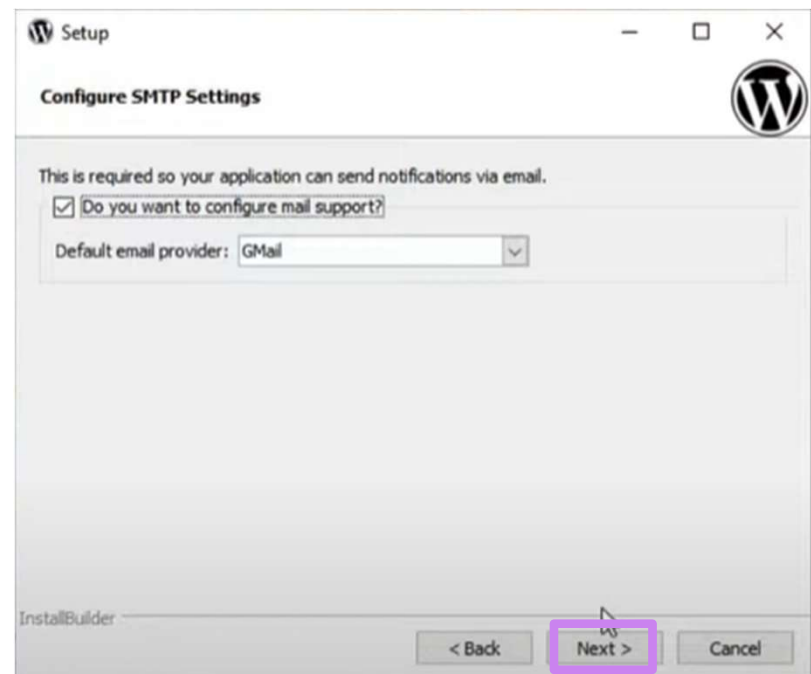 Setup
Configure SMTP Settings
This is required so your application can send notifications via email.
Do you want to configure mail support?
Default email provider: GMail
InstallBuilder
< Back Next > Cancel